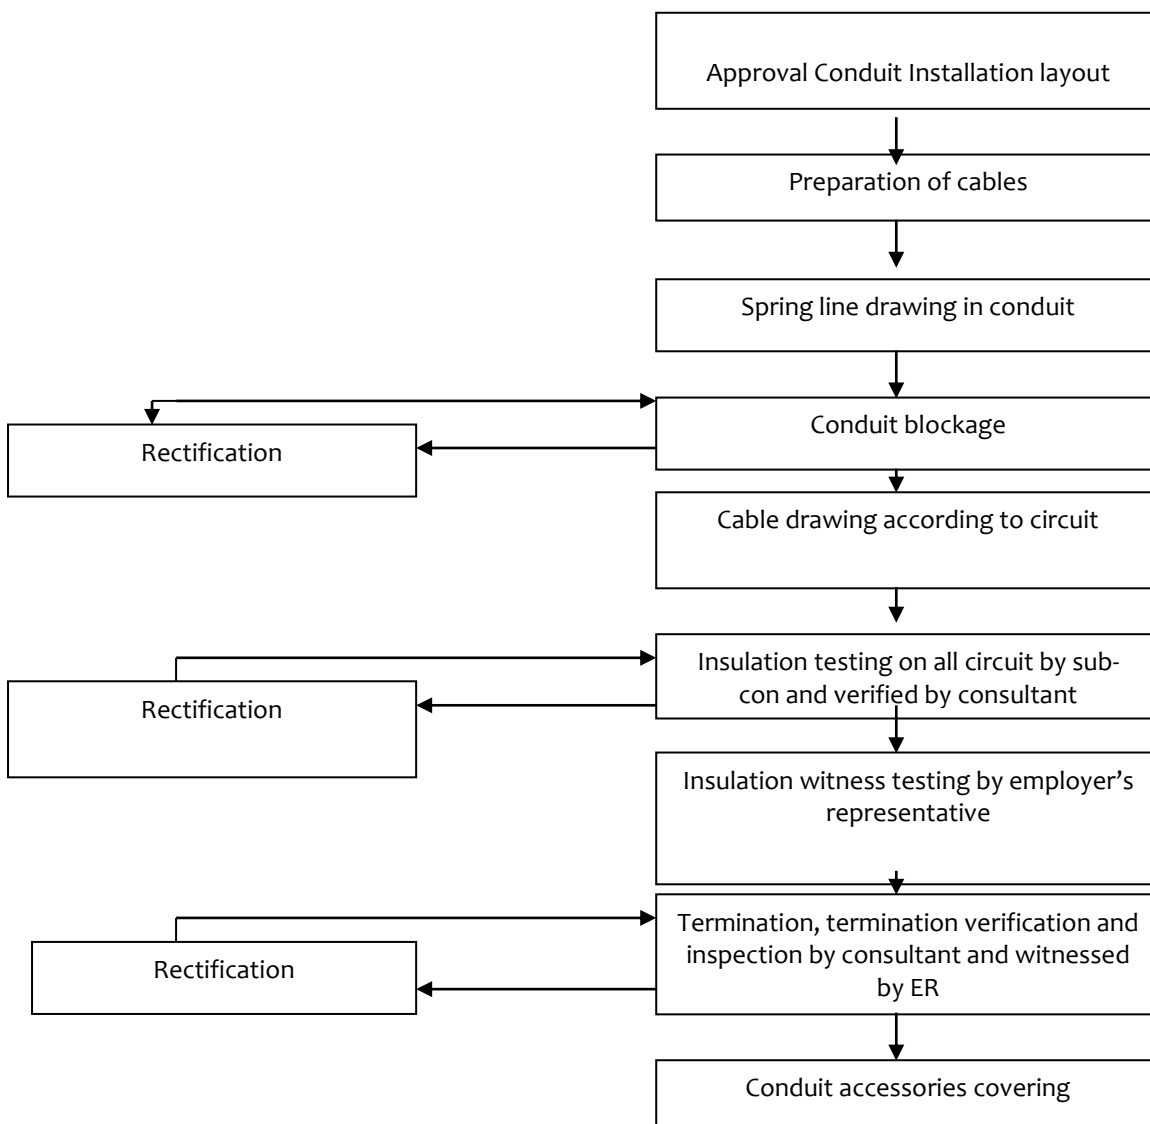 Approval Conduit Installation layout
Preparation of cables
Spring line drawing in conduit
Conduit blockage
Rectification
Cable drawing according to circuit
Insulation testing on all circuit by sub-
con and verified by consultant
Rectification
Insulation witness testing by employer’s
representative
Termination, termination verification and
inspection by consultant and witnessed
by ER
Rectification
Conduit accessories covering